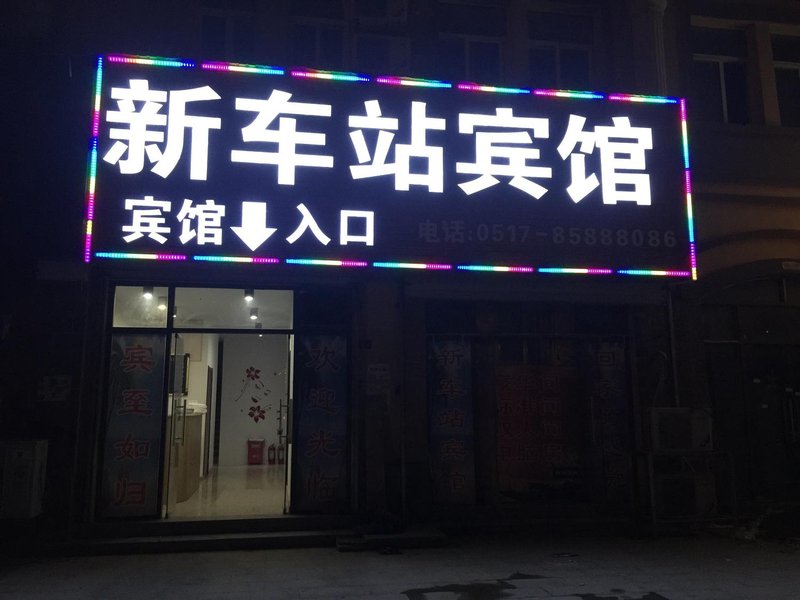 新车站宾馆
宾馆
入口
电话:0517-85888086
宾至如归
欢迎光临
新车站宾馆